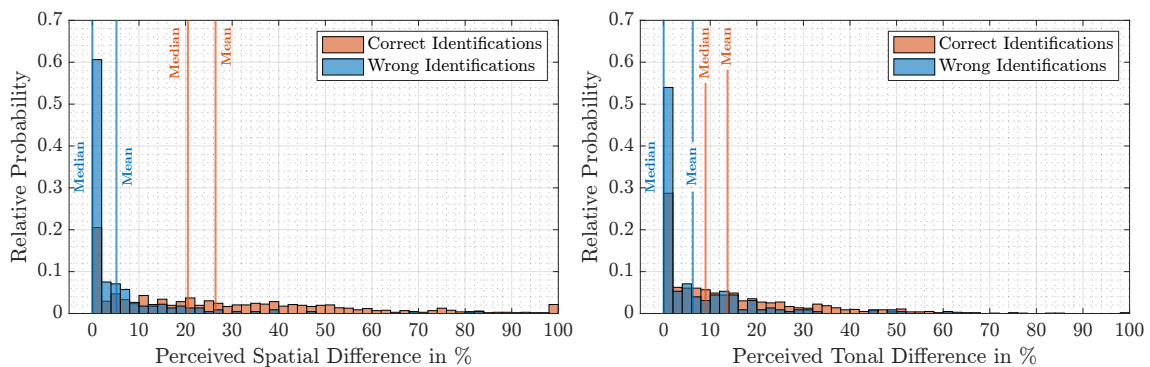 0.7
0.6
0.5
0.4
0.3
0.2
0.1
0
Relative Probability
Median
Mean
Median
Mean
Correct Identifications
Wrong Identifications
0 10 20 30 40 50 60 70 80 90 100
Perceived Spatial Difference in %
0.7
0.6
0.5
0.4
0.3
0.2
0.1
0
Relative Probability
Median
Mean
Median
Mean
Correct Identifications
Wrong Identifications
0 10 20 30 40 50 60 70 80 90 100
Perceived Tonal Difference in %